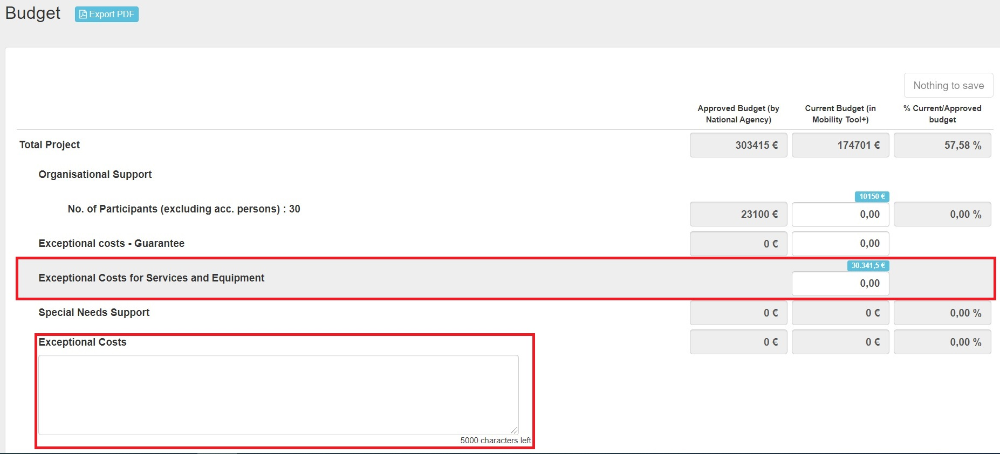 Budget
Export PDF
Nothing to save
Approved Budget (by National Agency)
Current Budget (in Mobility Tool+)
% Current/Approved budget
Total Project
303415 €
174701 €
57,58 %
Organisational Support
10150 €
No. of Participants (excluding acc. persons) : 30
23100 €
0,00
0,00 %
Exceptional costs - Guarantee
0 €
0,00
30.341,5 €
Exceptional Costs for Services and Equipment
0,00
Special Needs Support
0 €
0 €
0,00 %
Exceptional Costs
0 €
0 €
0,00 %
5000 characters left